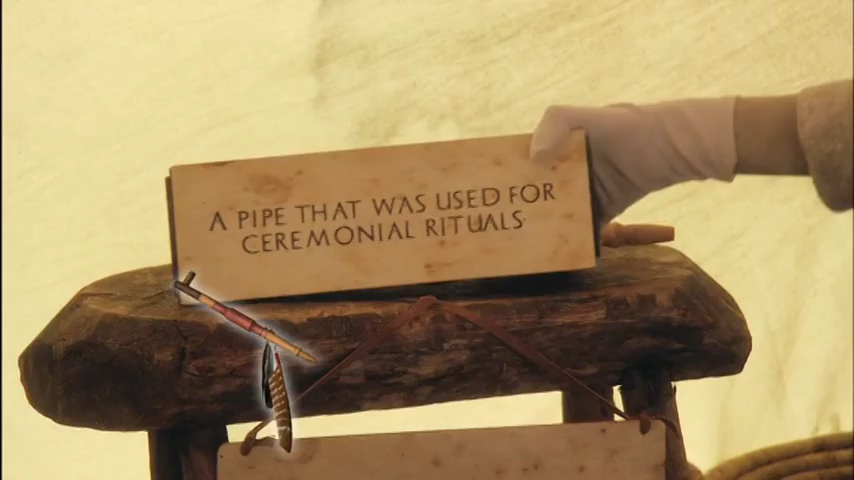 A PIPE THAT WAS USED FOR
CEREMONIAL RITUALS